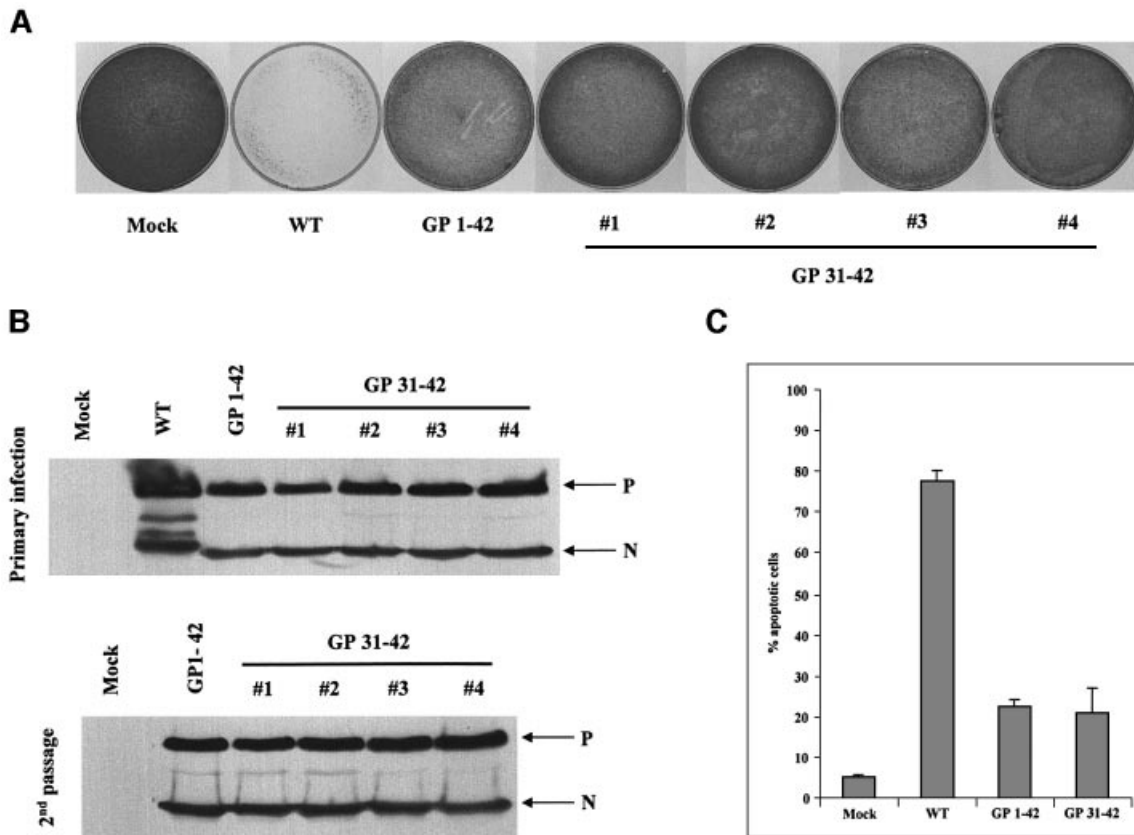 A
Mock WT GP 1-42 #1 #2 #3 #4
GP 31-42
B
Primary infection
Mock WT GP 1-42 GP 31-42
#1 #2 #3 #4
P
N
2nd passage
Mock GP1- 42 GP 31-42
#1 #2 #3 #4
P
N
C
% apoptotic cells
100
90
80
70
60
50
40
30
20
10
0
Mock WT GP 1-42 GP 31-42